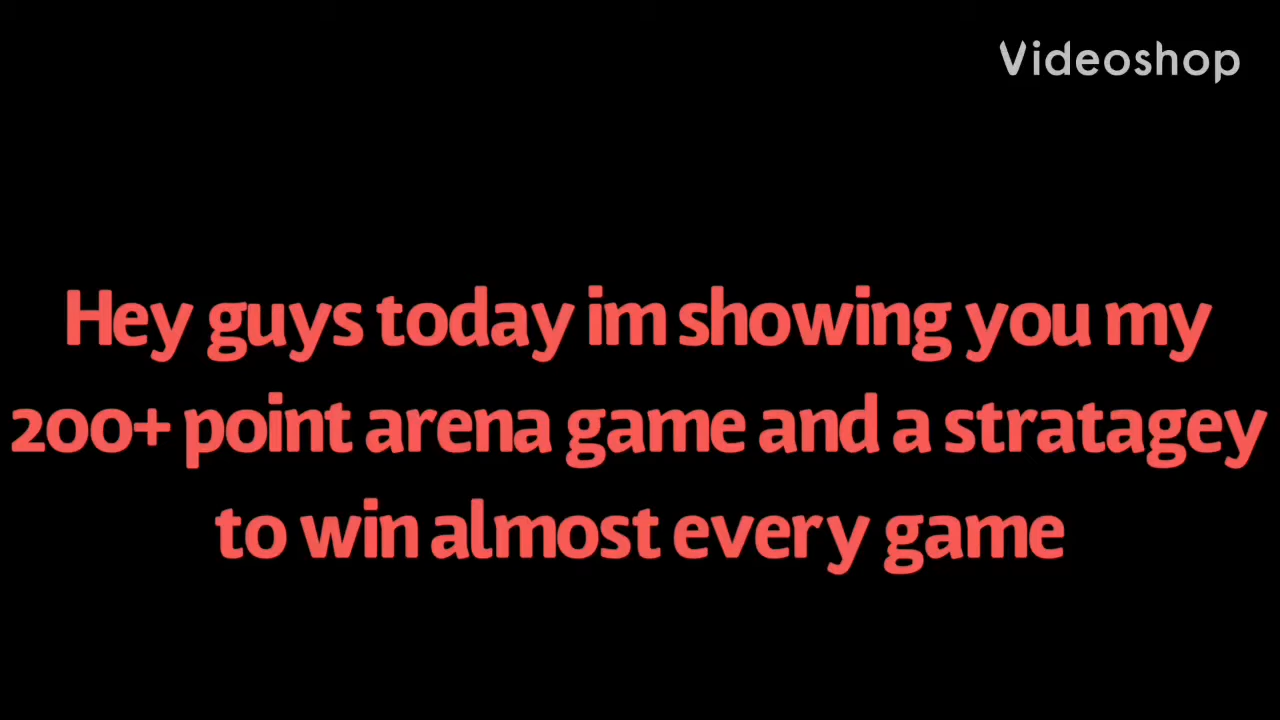 Videoshop
Hey guys today im showing you my
200+ point arena game and a stratagey
to win almost every game